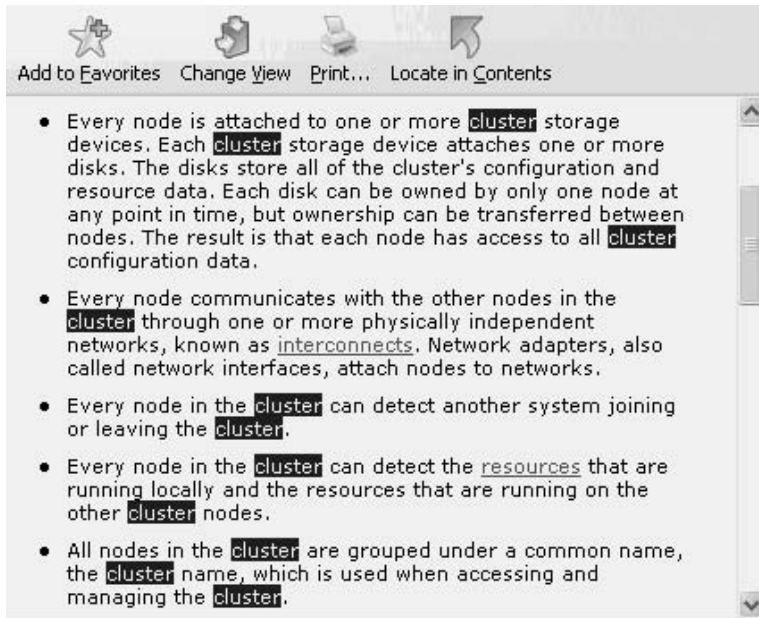 Add to Favorites Change View Print... Locate in Contents
• Every node is attached to one or more cluster storage
devices. Each cluster storage device attaches one or more
disks. The disks store all of the cluster's configuration and
resource data. Each disk can be owned by only one node at
any point in time, but ownership can be transferred between
nodes. The result is that each node has access to all cluster
configuration data.
• Every node communicates with the other nodes in the
cluster through one or more physically independent
networks, known as interconnects. Network adapters, also
called network interfaces, attach nodes to networks.
• Every node in the cluster can detect another system joining
or leaving the cluster.
• Every node in the cluster can detect the resources that are
running locally and the resources that are running on the
other cluster nodes.
• All nodes in the cluster are grouped under a common name,
the cluster name, which is used when accessing and
managing the cluster.